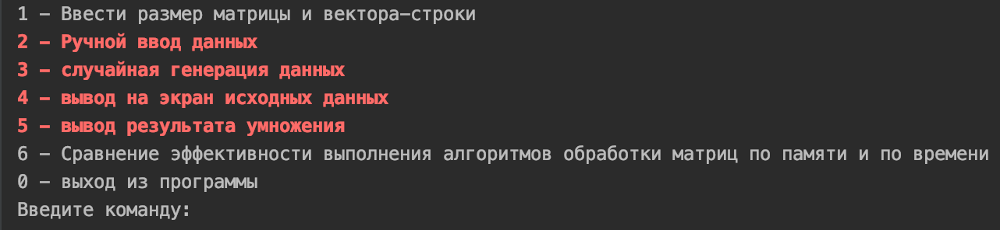 1 - Ввести размер матрицы и вектора-строки
2 - Ручной ввод данных
3 - случайная генерация данных
4 - вывод на экран исходных данных
5 - вывод результата умножения
6 - Сравнение эффективности выполнения алгоритмов обработки матриц по памяти и по времени
0 - выход из программы
Введите команду: